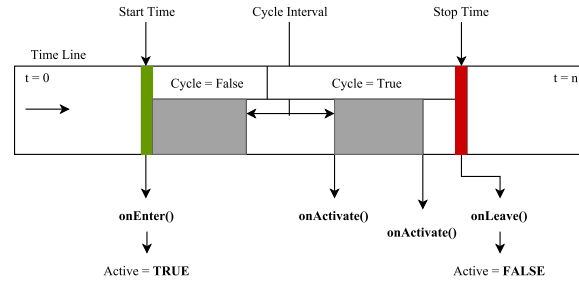 Start Time
Cycle Interval
Stop Time
Time Line
t = 0
Cycle = False
Cycle = True
t = n
onEnter()
onActivate()
onActivate()
onLeave()
Active = TRUE
Active = FALSE